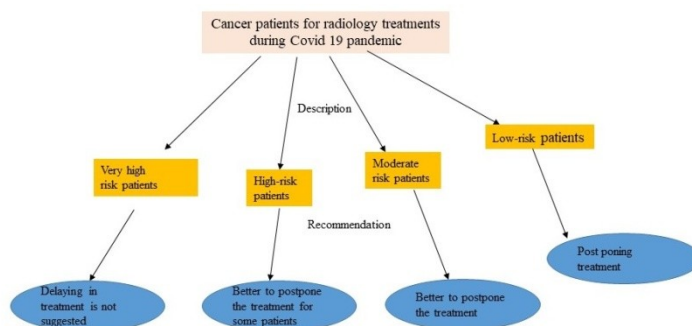 Cancer patients for radiology treatments
during Covid 19 pandemic
Description
Very high
risk patients
High-risk
patients
Moderate
risk patients
Low-risk patients
Recommendation
Delaying in
treatment is not
suggested
Better to postpone
the treatment for
some patients
Better to postpone
the treatment
Post poning
treatment